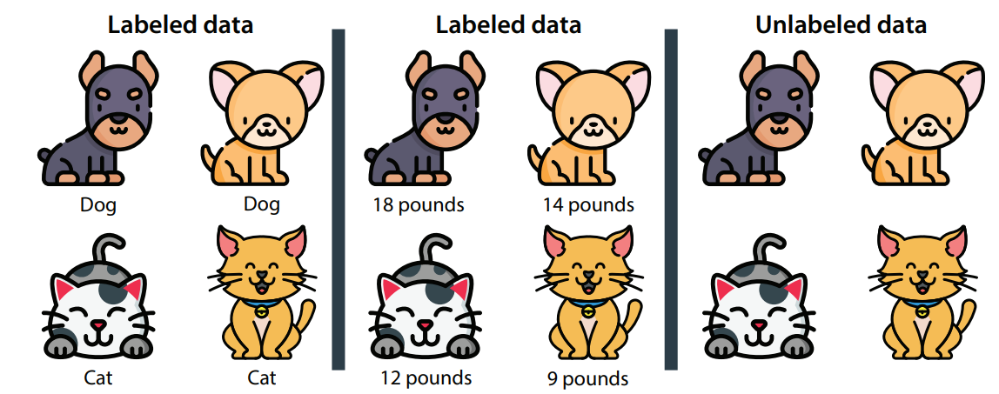 Labeled data
Labeled data
Unlabeled data
Dog
Dog
18 pounds
14 pounds
Cat
Cat
12 pounds
9 pounds